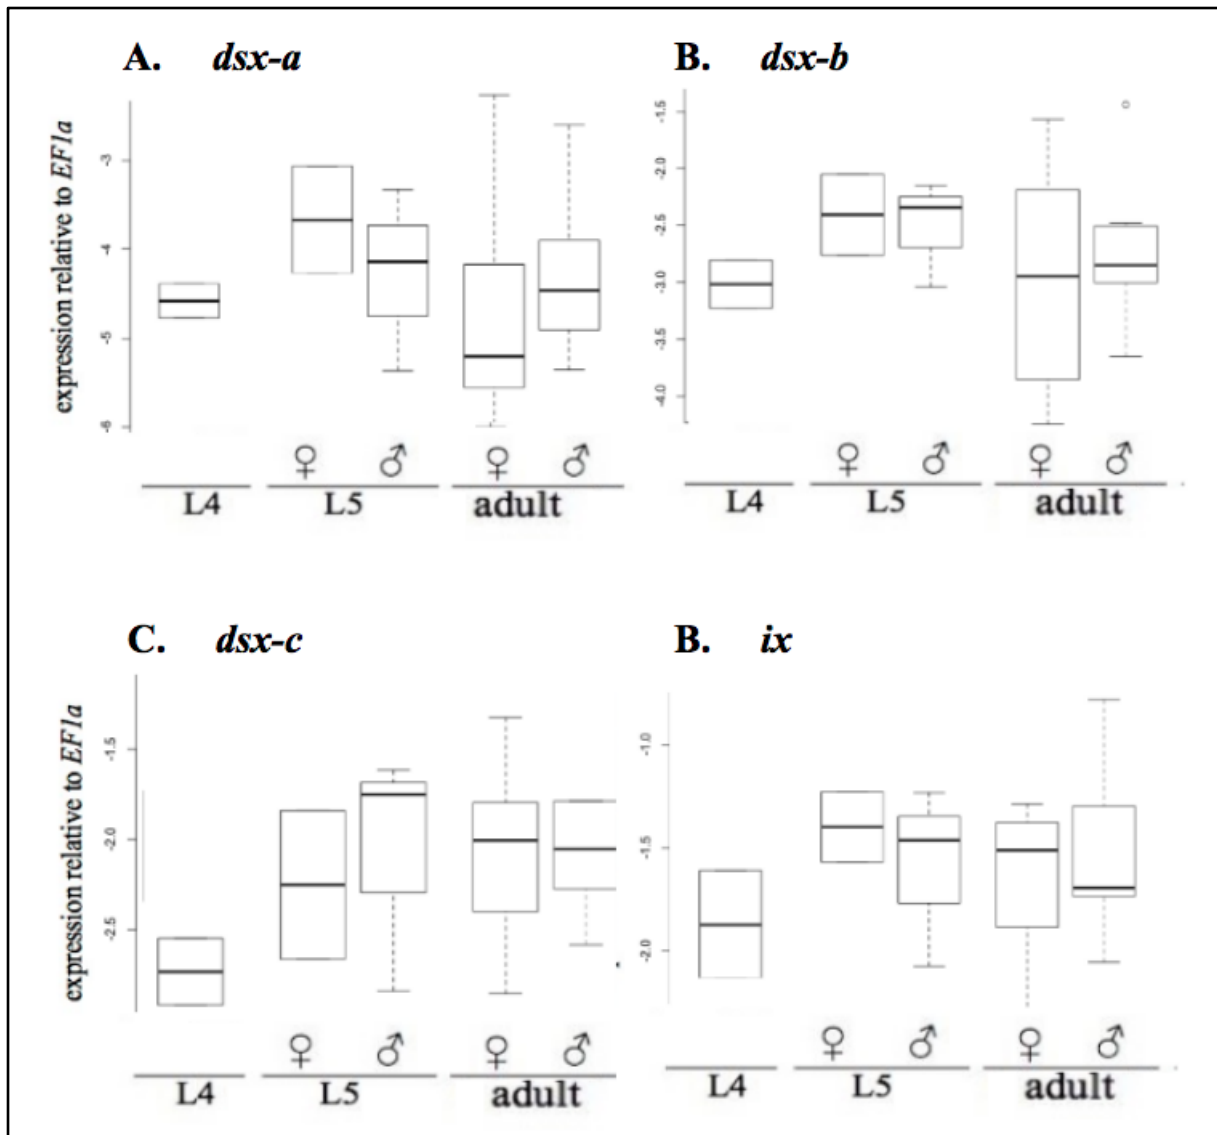 A. dsx-a
B. dsx-b
expression relative to EF1a
-3
-4
-5
-6
-1.5
-2.0
-2.5
-3.0
-3.5
-4.0
♀ ♂ ♀ ♂
L4 L5 adult
♀ ♂ ♀ ♂
L4 L5 adult
C. dsx-c
B. ix
expression relative to EF1a
-1.5
-2.0
-2.5
-1.0
-1.5
-2.0
♀ ♂ ♀ ♂
L4 L5 adult
♀ ♂ ♀ ♂
L4 L5 adult